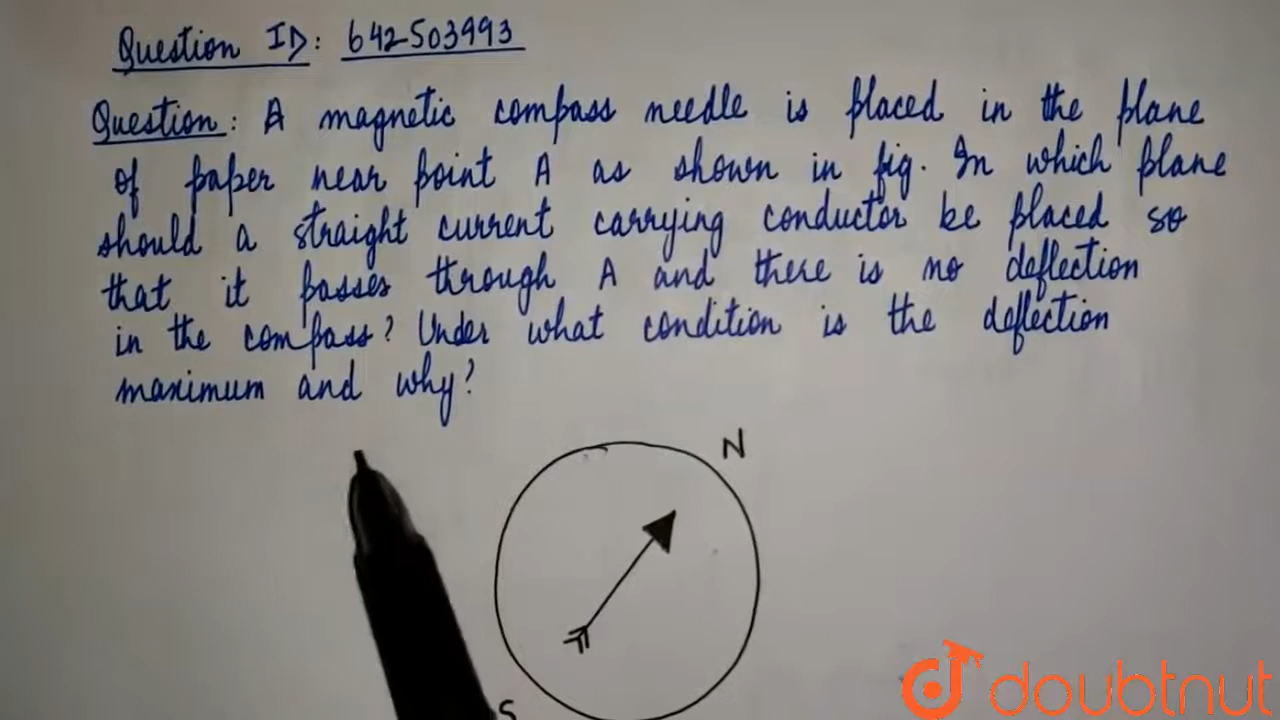 Question ID: 642503993
Question: A magnetic compass needle is placed in the plane
of paper near point A as shown in fig. In which plane
should a straight current carrying conductor be placed so
that it passes through A and there is no deflection
in the compass? Under what condition is the deflection
maximum and why?
N
S
doubtnut